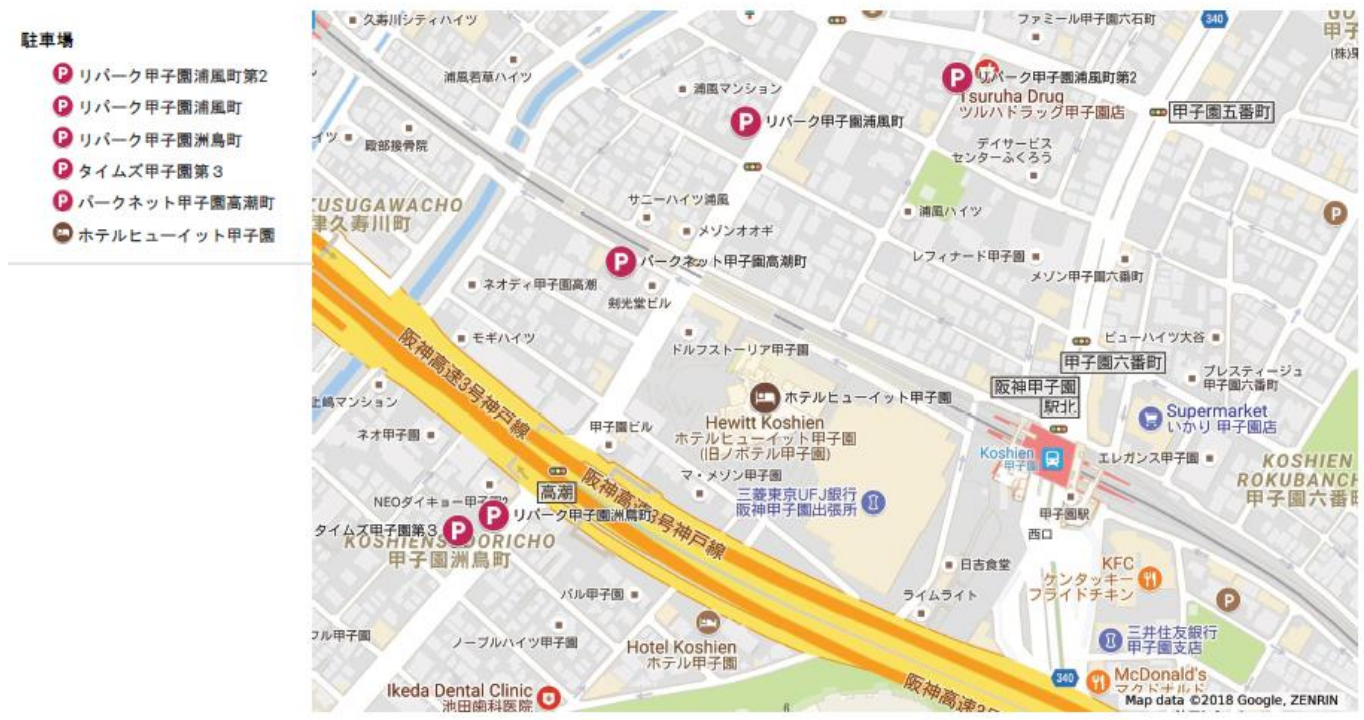 駐車場
P リパーク甲子園浦風町第2
P リパーク甲子園浦風町
P リパーク甲子園洲鳥町
P タイムズ甲子園第3
P パークネット甲子園高潮町
ホテルヒューイット甲子園
久寿川シティハイツ
ファミール甲子園六石町
340
甲子
浦風若草ハイツ
浦風マンション
P リパーク甲子園浦風町第2
Tsuruha Drug
ツルハドラッグ甲子園店
甲子園五番町
P リパーク甲子園浦風町
殿部接骨院
デイサービス
センターふくろう
サニーハイツ浦風
KUSUGAWACHO
津久寿川町
浦風ハイツ
P
メゾンオオギ
P パークネット甲子園高潮町
レフィナード甲子園
メゾン甲子園六番町
ネオディ甲子園高潮
剣光堂ビル
モギハイツ
阪神高速3号神戸線
ドルフストーリア甲子園
ビューハイツ大谷
甲子園六番町
プレスティージュ
甲子園六番町
阪神甲子園
駅北
ホテルヒューイット甲子園
Hewitt Koshien
ホテルヒューイット甲子園
(旧ノボテル甲子園)
上嶋マンション
Supermarket
いかり 甲子園店
ネオ甲子園
甲子園ビル
Koshien
甲子園
エレガンス甲子園
KOSHIEN
ROKUBANCH
甲子園六番
マ・メゾン甲子園
高潮
阪神高速3号神戸線
三菱東京UFJ銀行
阪神甲子園出張所
NEOダイキョー甲子園2
P リパーク甲子園洲鳥町
タイムズ甲子園第3 P
甲子園駅
西口
甲子園洲鳥町
日吉食堂
KFC
ケンタッキー
フライドチキン
パル甲子園
ライムライト
P
フル甲子園
ノーブルハイツ甲子園
Hotel Koshien
ホテル甲子園
三井住友銀行
甲子園支店
Ikeda Dental Clinic
池田歯科医院
阪神高速3号
340
McDonald's
マクドナルド
Map data ©2018 Google, ZENRIN